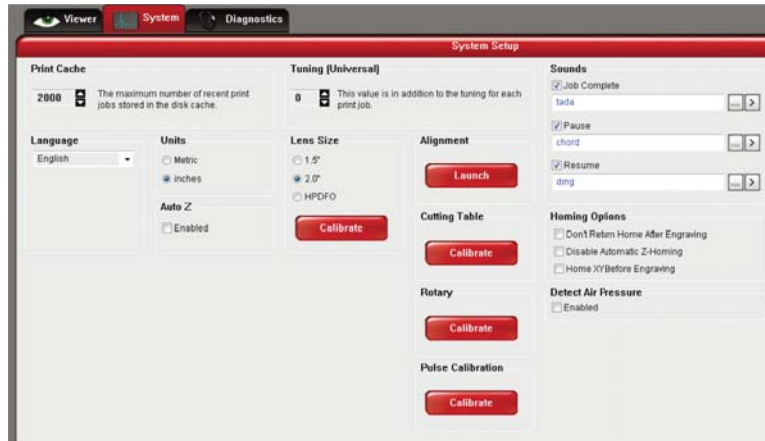 Viewer
System
Diagnostics
System Setup
Print Cache
2000
The maximum number of recent print
jobs stored in the disk cache.
Language
English
Units
Metric
inches
Auto Z
Enabled
Tuning (Universal)
0
This value is in addition to the tuning for each
print job.
Lens Size
1.5"
2.0"
HPDFO
Calibrate
Alignment
Launch
Cutting Table
Calibrate
Rotary
Calibrate
Pulse Calibration
Calibrate
Sounds
Job Complete
tada
... >
Pause
chord
... >
Resume
ding
... >
Homing Options
Don't Return Home After Engraving
Disable Automatic Z-Homing
Home XYBefore Engraving
Detect Air Pressure
Enabled